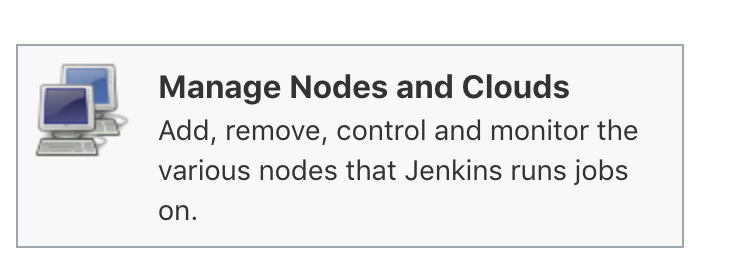 Manage Nodes and Clouds
Add, remove, control and monitor the
various nodes that Jenkins runs jobs
on.